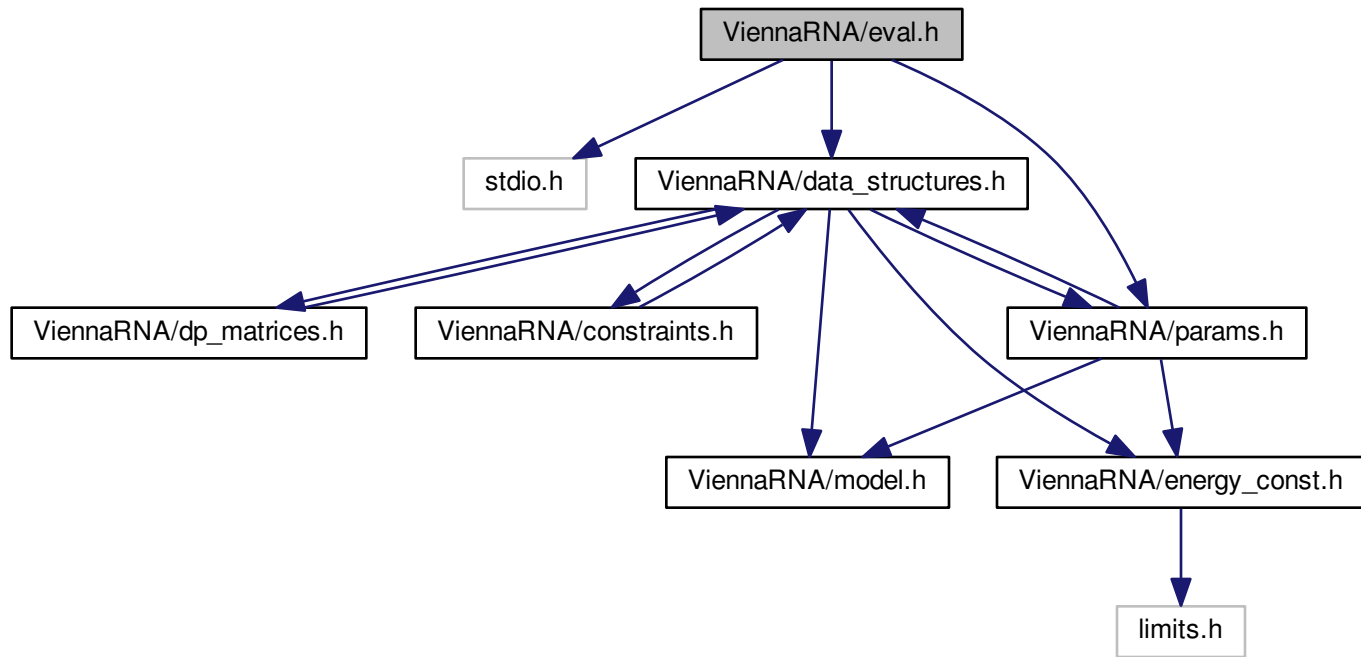 ViennaRNA/eval.h
stdio.h
ViennaRNA/data_structures.h
ViennaRNA/dp_matrices.h
ViennaRNA/constraints.h
ViennaRNA/params.h
ViennaRNA/model.h
ViennaRNA/energy_const.h
limits.h